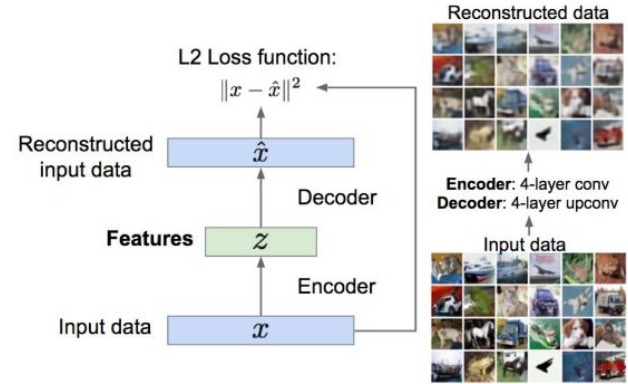 L2 Loss function:
‖x − x̂‖²
Reconstructed
input data
x̂
Decoder
Features
z
Encoder
Input data
x
Reconstructed data
Encoder: 4-layer conv
Decoder: 4-layer upconv
Input data